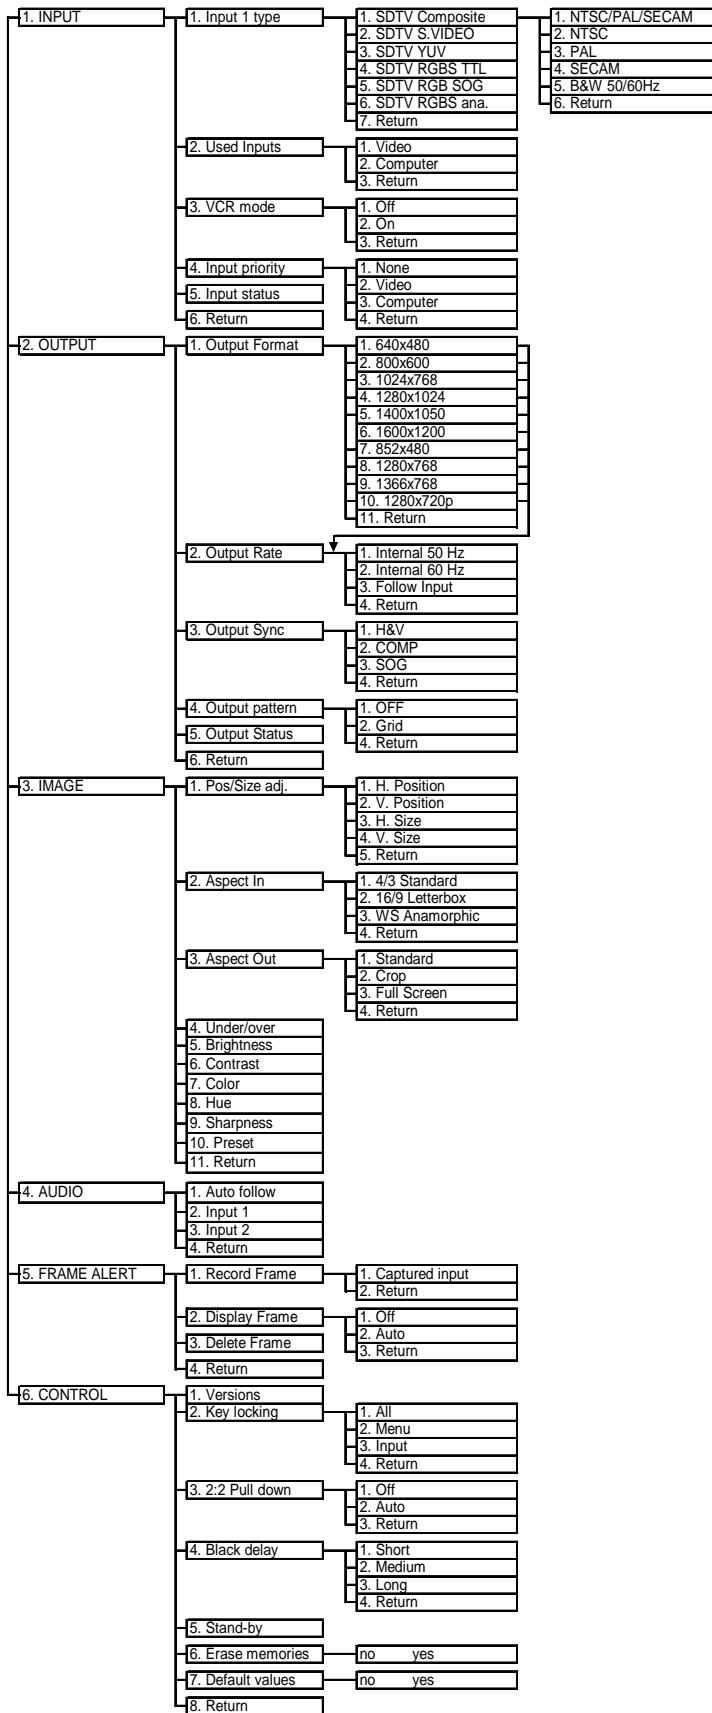 1. INPUT
1. Input 1 type
1. SDTV Composite
1. NTSC/PAL/SECAM
2. SDTV S.VIDEO
2. NTSC
3. SDTV YUV
3. PAL
4. SDTV RGBS TTL
4. SECAM
5. SDTV RGB SOG
5. B&W 50/60Hz
6. SDTV RGBS ana.
6. Return
7. Return
2. Used Inputs
1. Video
2. Computer
3. Return
3. VCR mode
1. Off
2. On
3. Return
4. Input priority
1. None
2. Video
5. Input status
3. Computer
6. Return
4. Return
2. OUTPUT
1. Output Format
1. 640x480
2. 800x600
3. 1024x768
4. 1280x1024
5. 1400x1050
6. 1600x1200
7. 852x480
8. 1280x768
9. 1366x768
10. 1280x720p
11. Return
2. Output Rate
1. Internal 50 Hz
2. Internal 60 Hz
3. Follow Input
4. Return
3. Output Sync
1. H&V
2. COMP
3. SOG
4. Return
4. Output pattern
1. OFF
2. Grid
5. Output Status
4. Return
6. Return
3. IMAGE
1. Pos/Size adj.
1. H. Position
2. V. Position
3. H. Size
4. V. Size
5. Return
2. Aspect In
1. 4/3 Standard
2. 16/9 Letterbox
3. WS Anamorphic
4. Return
3. Aspect Out
1. Standard
2. Crop
3. Full Screen
4. Return
4. Under/over
5. Brightness
6. Contrast
7. Color
8. Hue
9. Sharpness
10. Preset
11. Return
4. AUDIO
1. Auto follow
2. Input 1
3. Input 2
4. Return
5. FRAME ALERT
1. Record Frame
1. Captured input
2. Return
2. Display Frame
1. Off
2. Auto
3. Delete Frame
3. Return
4. Return
6. CONTROL
1. Versions
2. Key locking
1. All
2. Menu
3. Input
4. Return
3. 2:2 Pull down
1. Off
2. Auto
3. Return
4. Black delay
1. Short
2. Medium
3. Long
4. Return
5. Stand-by
6. Erase memories
no yes
7. Default values
no yes
8. Return